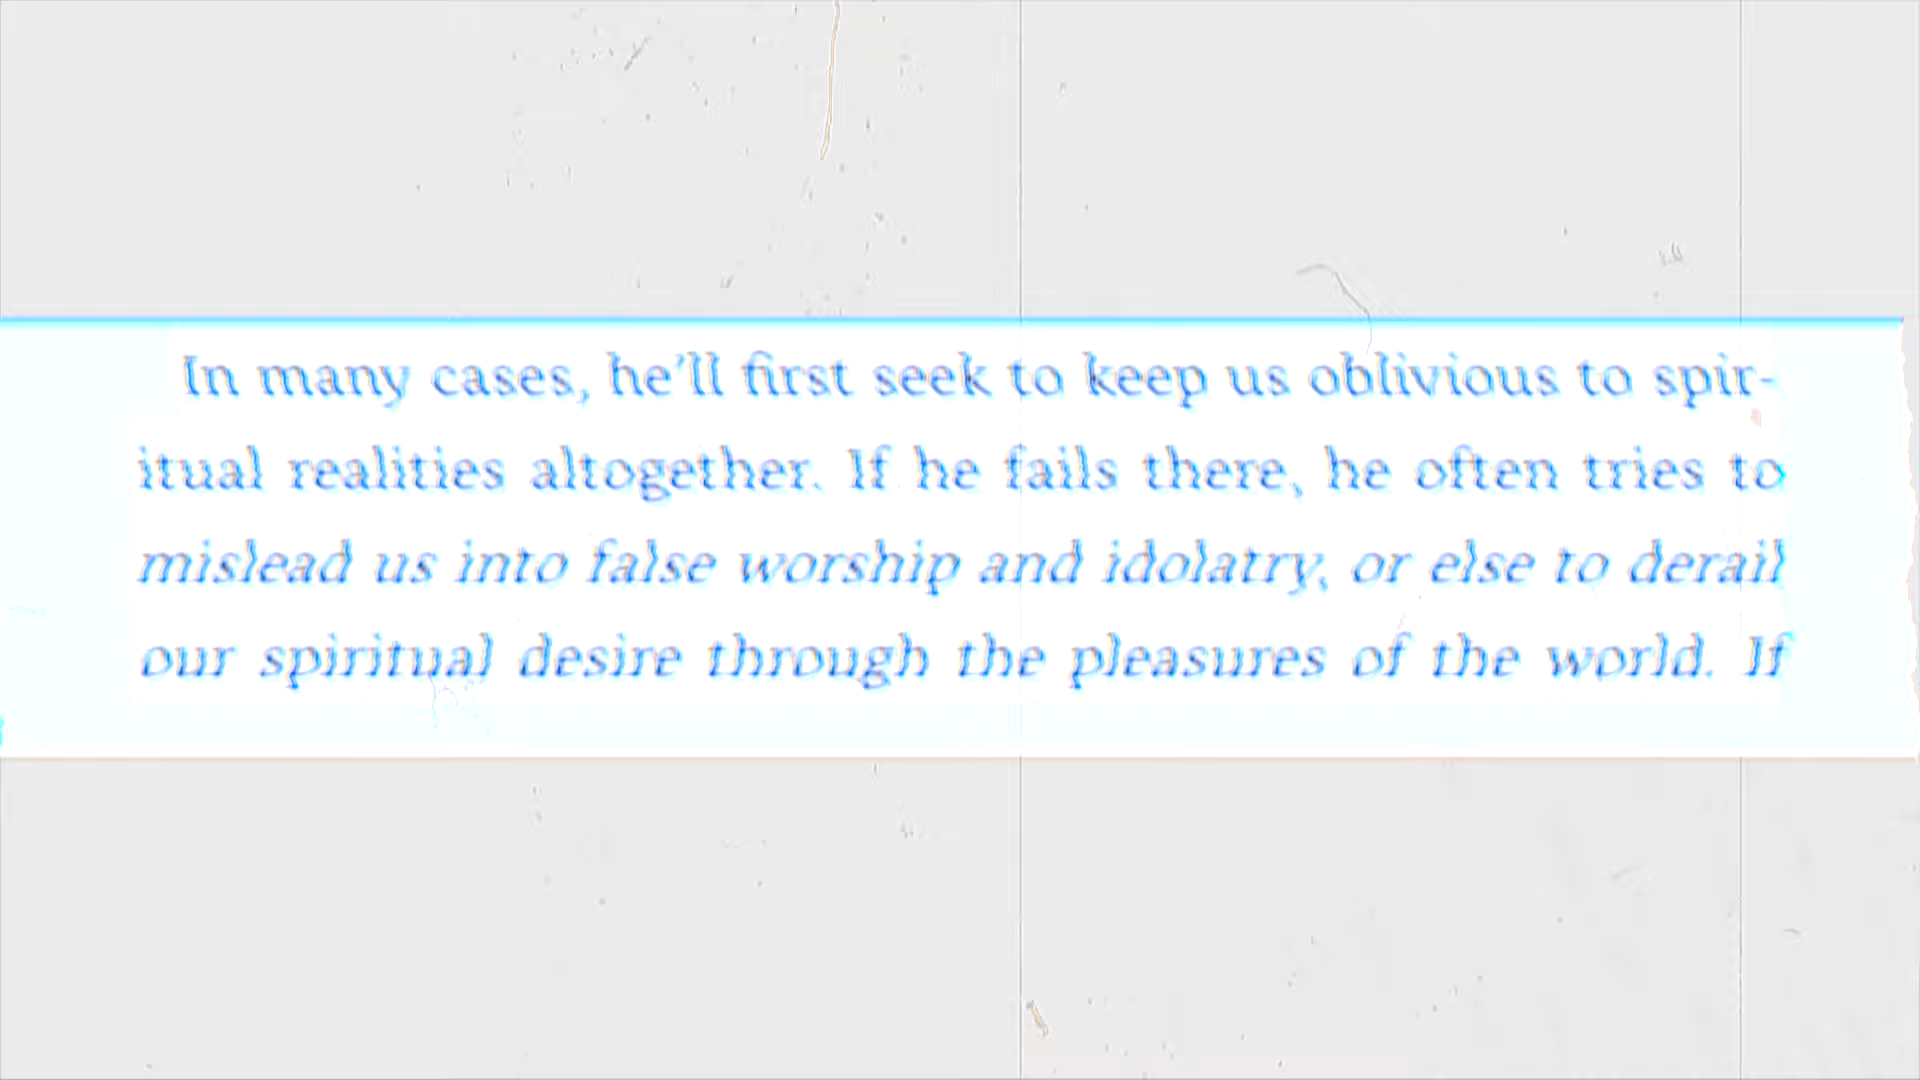 In many cases, he’ll first seek to keep us oblivious to spir-
itual realities altogether. If he fails there, he often tries to
mislead us into false worship and idolatry, or else to derail
our spiritual desire through the pleasures of the world. If